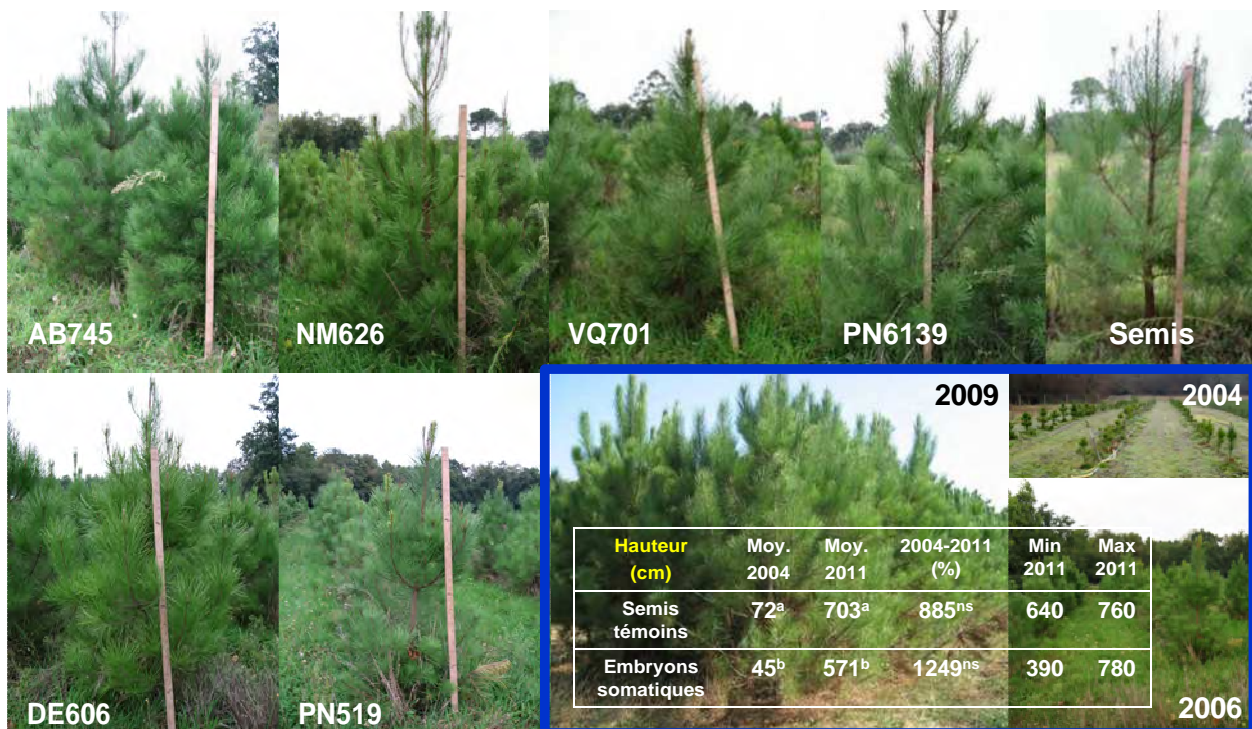 AB745
NM626
VQ701
PN6139
Semis
DE606
PN519
2009
2004
Hauteur (cm) Moy. 2004 Moy. 2011 2004-2011 (%) Min 2011 Max 2011
Semis témoins 72ᵃ 703ᵃ 885ⁿˢ 640 760
Embryons somatiques 45ᵇ 571ᵇ 1249ⁿˢ 390 780
2006